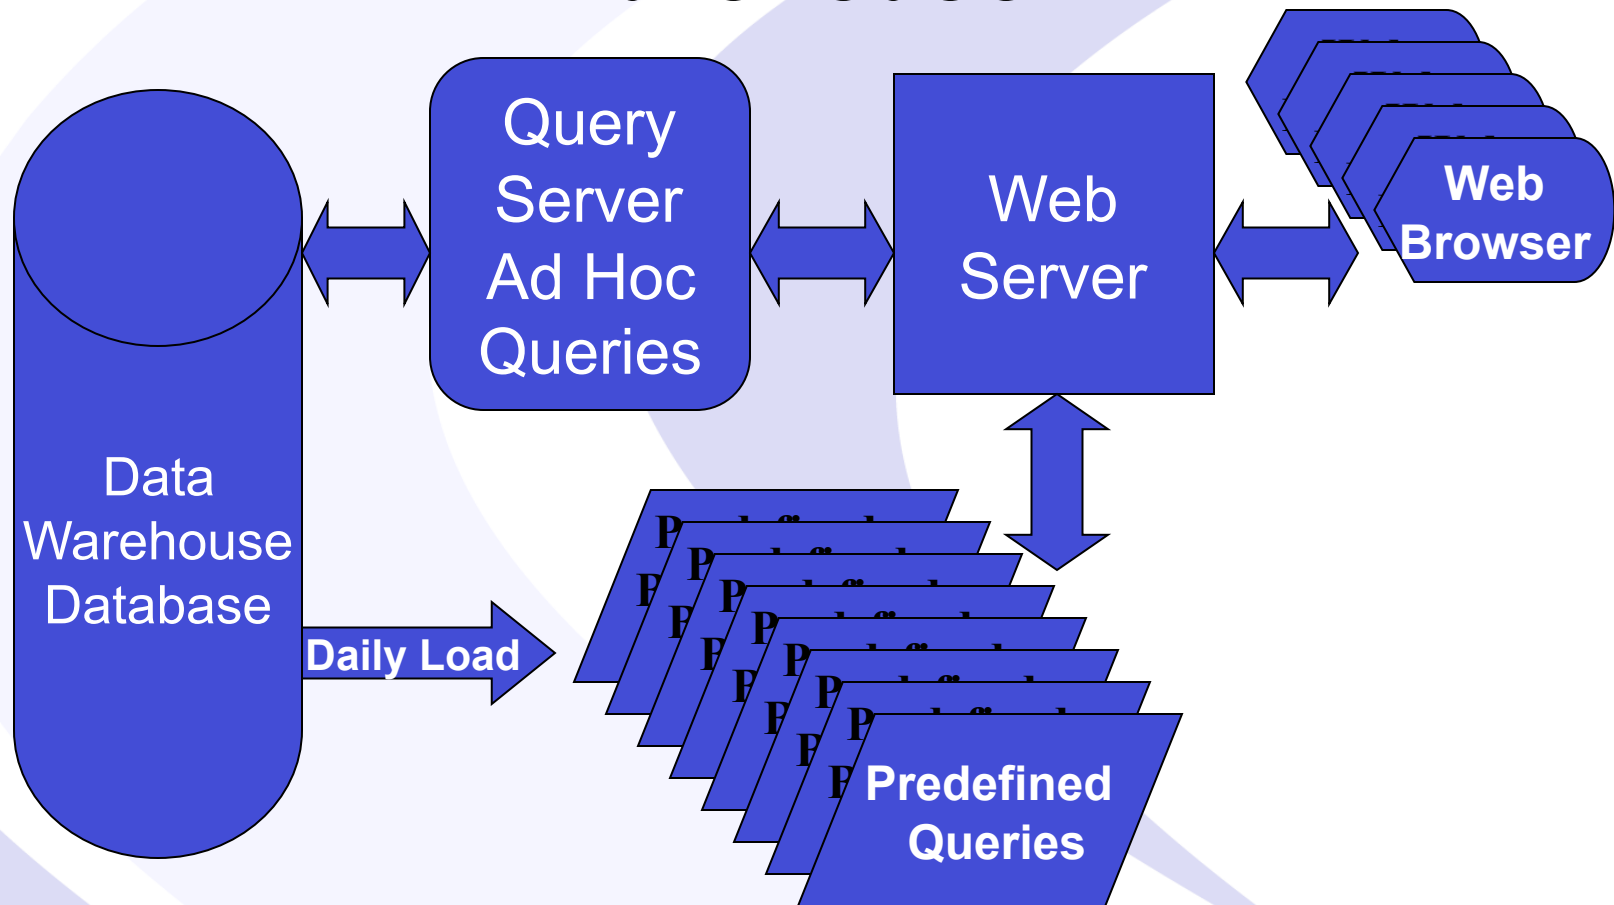 Query
Server
Ad Hoc
Queries
Web
Server
Web
Browser
Data
Warehouse
Database
Daily Load
Predefined
Queries